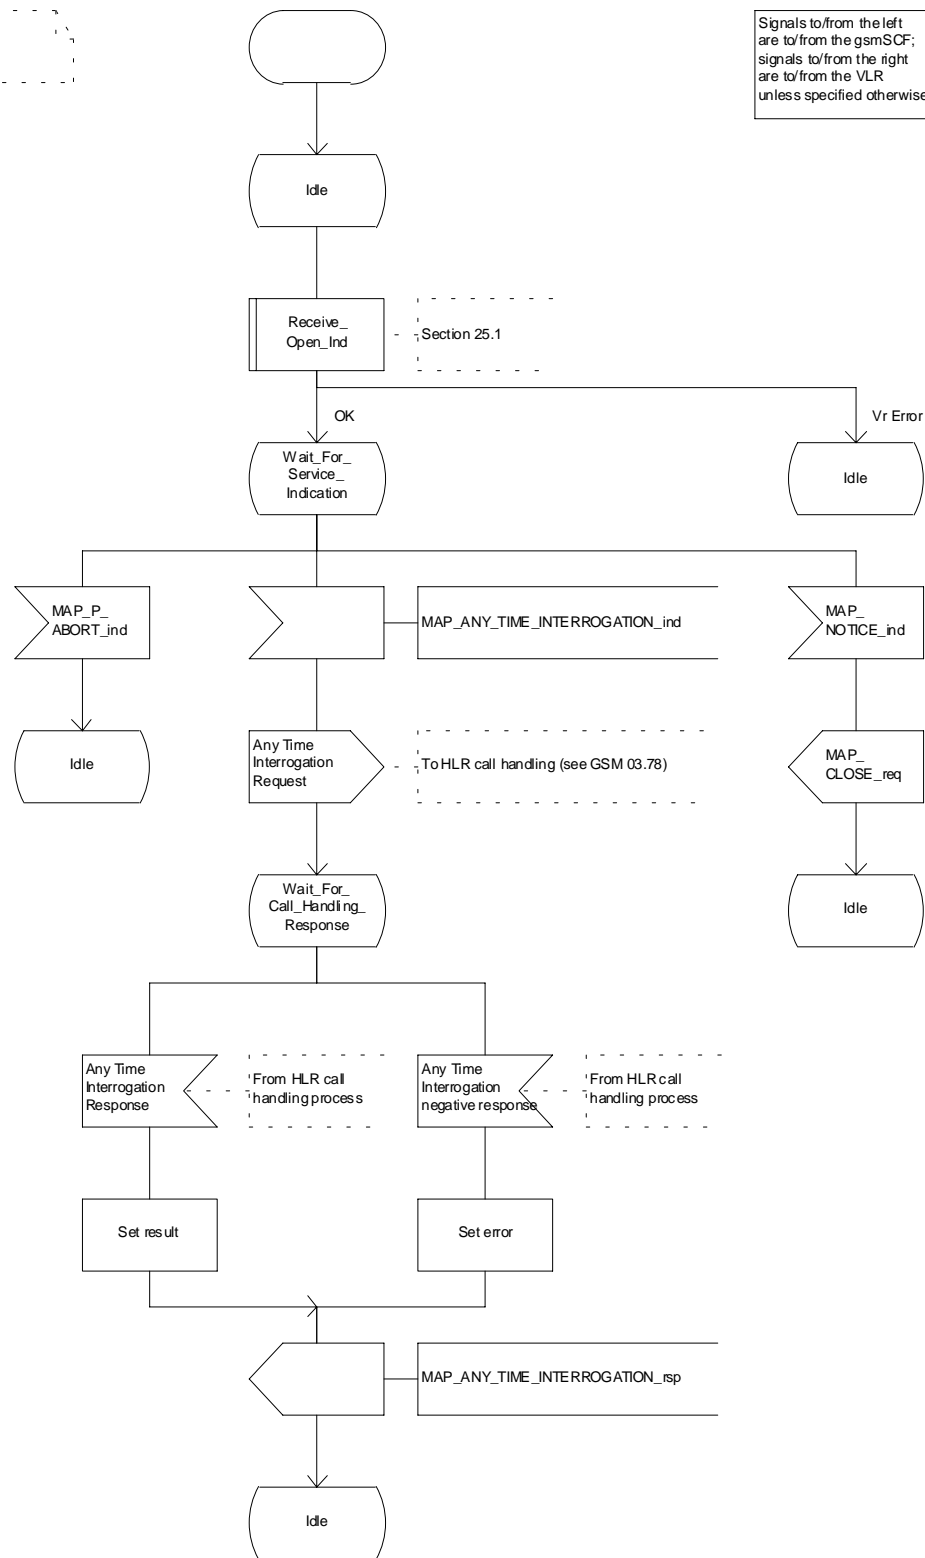 Signals to/from the left
are to/from the gsmSCF;
signals to/from the right
are to/from the VLR
unless specified otherwise
Idle
Receive_
Open_Ind
Section 25.1
OK
Vr Error
Wait_For_
Service_
Indication
Idle
MAP_P_
ABORT_ind
MAP_ANY_TIME_INTERROGATION_ind
MAP_
NOTICE_ind
Idle
Any Time
Interrogation
Request
To HLR call handling (see GSM 03.78)
MAP_
CLOSE_req
Wait_For_
Call_Handling_
Response
Idle
Any Time
Interrogation
Response
From HLR call
handling process
Any Time
Interrogation
negative response
From HLR call
handling process
Set result
Set error
MAP_ANY_TIME_INTERROGATION_rsp
Idle